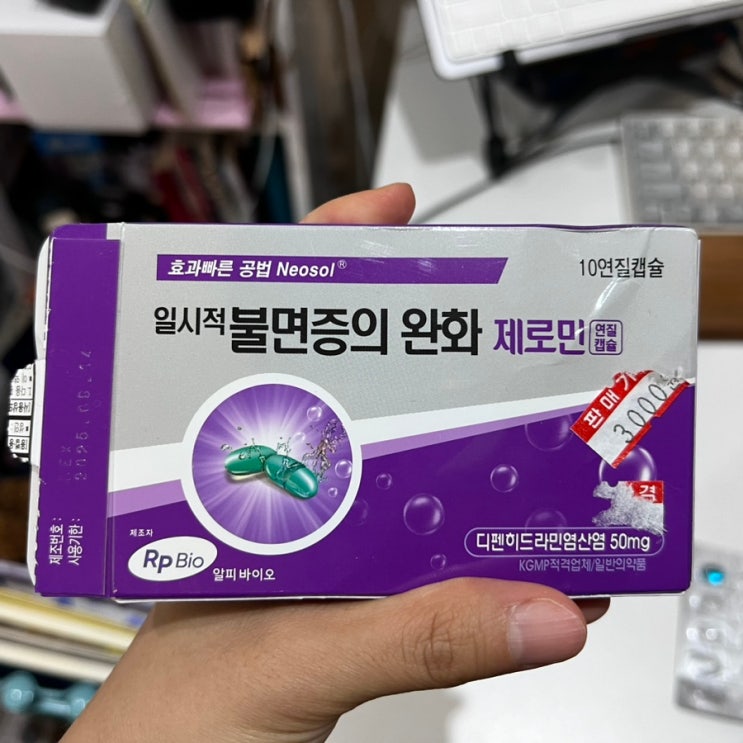 효과빠른 공법 Neosol®
10연질캡슐
일시적 불면증의 완화 제로민 연질캡슐
판매가
3000
격
제조자
Rp Bio 알피바이오
디펜히드라민염산염 50mg
KGMP적격업체/일반의약품
제조번호 :
사용기한 :